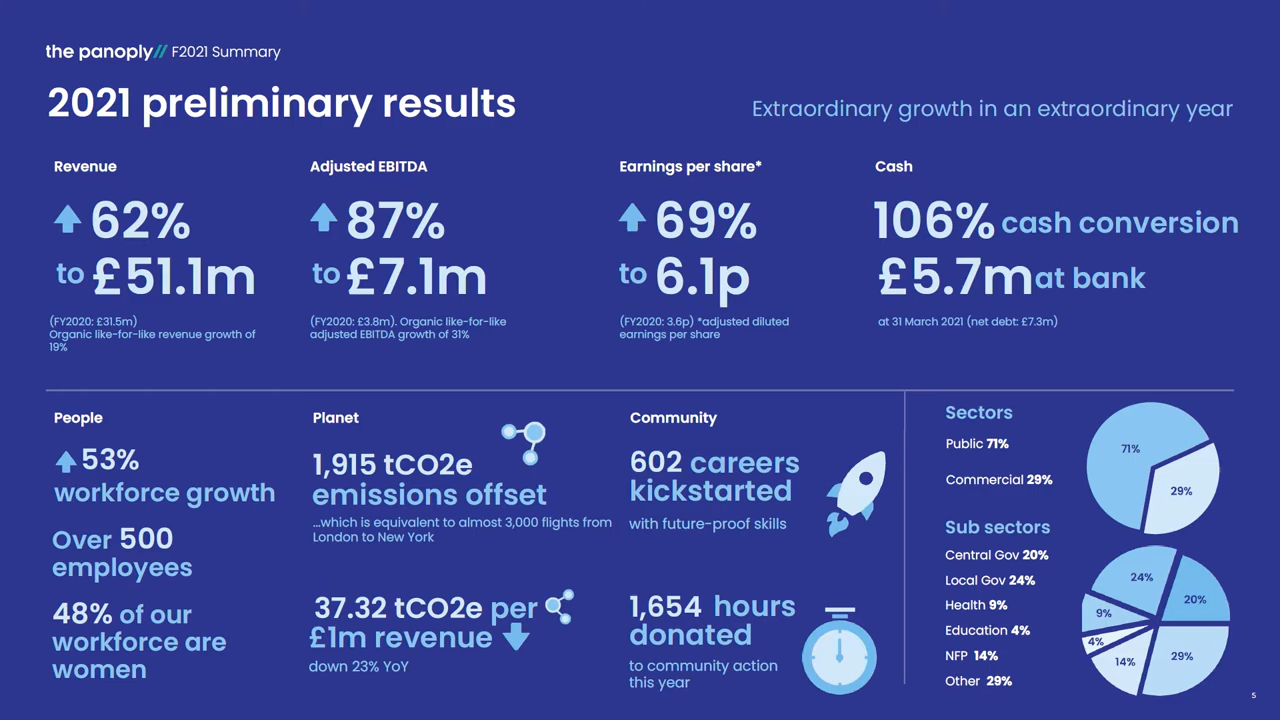 the panoply// F2021 Summary
2021 preliminary results
Extraordinary growth in an extraordinary year
Revenue
62%
to £51.1m
(FY2020: £31.5m)
Organic like-for-like revenue growth of
19%
Adjusted EBITDA
87%
to £7.1m
(FY2020: £3.8m). Organic like-for-like
adjusted EBITDA growth of 31%
Earnings per share*
69%
to 6.1p
(FY2020: 3.6p) *adjusted diluted
earnings per share
Cash
106% cash conversion
£5.7m at bank
at 31 March 2021 (net debt: £7.3m)
People
53%
workforce growth
Over 500
employees
48% of our
workforce are
women
Planet
1,915 tCO2e
emissions offset
...which is equivalent to almost 3,000 flights from
London to New York
37.32 tCO2e per
£1m revenue
down 23% YoY
Community
602 careers
kickstarted
with future-proof skills
1,654 hours
donated
to community action
this year
Sectors
Public 71%
Commercial 29%
71%
29%
Sub sectors
Central Gov 20%
Local Gov 24%
Health 9%
Education 4%
NFP 14%
Other 29%
24%
20%
9%
4%
14%
29%
5